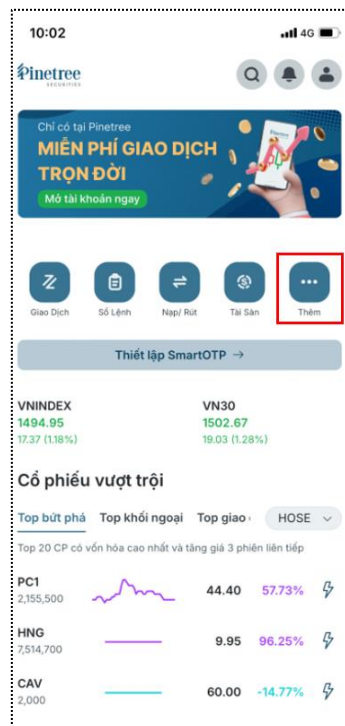 10:02
4G
Pinetree
SECURITIES
Chỉ có tại Pinetree
MIỄN PHÍ GIAO DỊCH
TRỌN ĐỜI
Mở tài khoản ngay
Giao Dịch Sổ Lệnh Nạp/ Rút Tài Sản Thêm
Thiết lập SmartOTP →
VNINDEX VN30
1494.95 1502.67
17.37 (1.18%) 19.03 (1.28%)
Cổ phiếu vượt trội
Top bứt phá Top khối ngoại Top giao HOSE
Top 20 CP có vốn hóa cao nhất và tăng giá 3 phiên liên tiếp
PC1
2,155,500 44.40 57.73%
HNG
7,514,700 9.95 96.25%
CAV
2,000 60.00 -14.77%